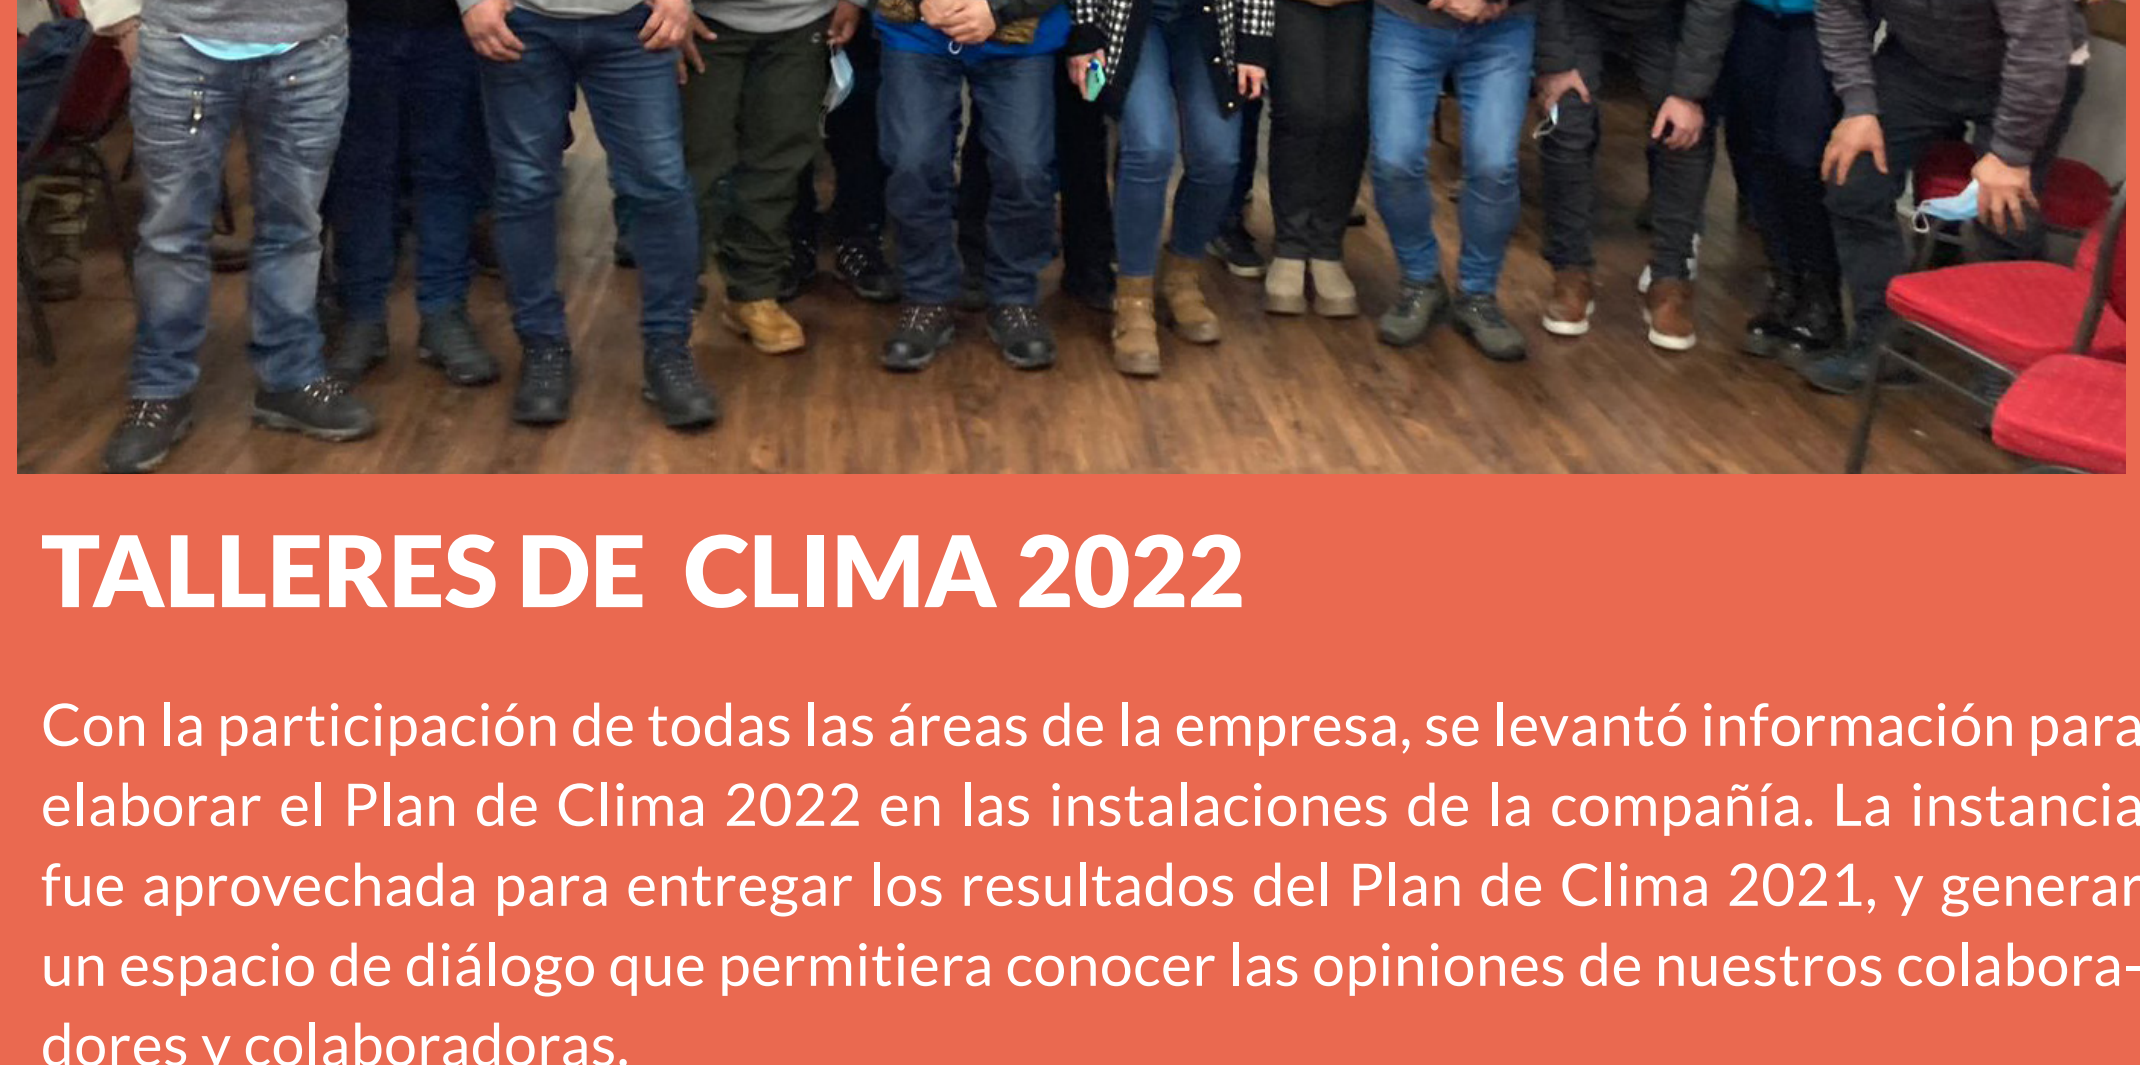 TALLERES DE CLIMA 2022
Con la participación de todas las áreas de la empresa, se levantó información para
elaborar el Plan de Clima 2022 en las instalaciones de la compañía. La instancia
fue aprovechada para entregar los resultados del Plan de Clima 2021, y generar
un espacio de diálogo que permitiera conocer las opiniones de nuestros colabora-
dores y colaboradoras.